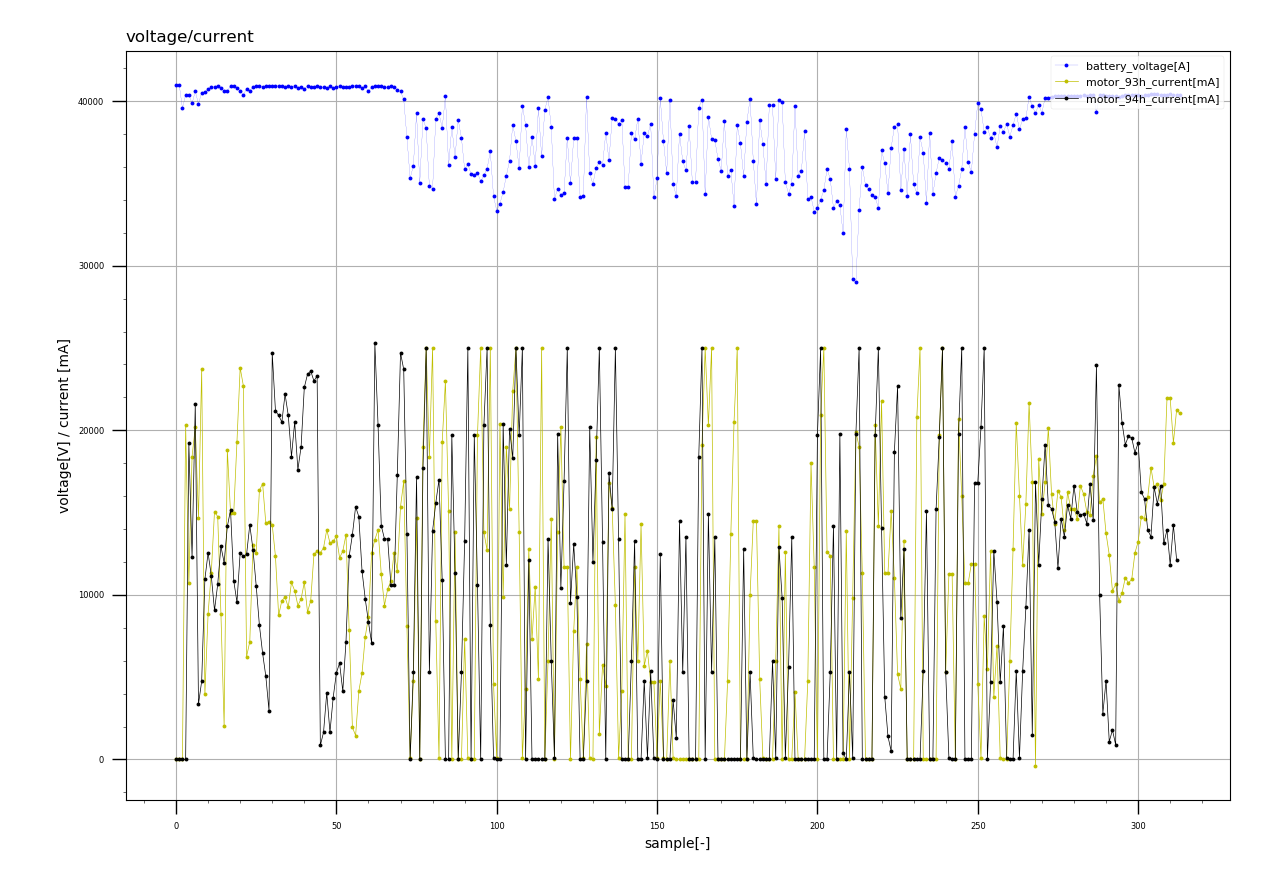 voltage/current
battery_voltage[A]
motor_93h_current[mA]
motor_94h_current[mA]
voltage[V] / current [mA]
40000
30000
20000
10000
0
0 50 100 150 200 250 300
sample[-]